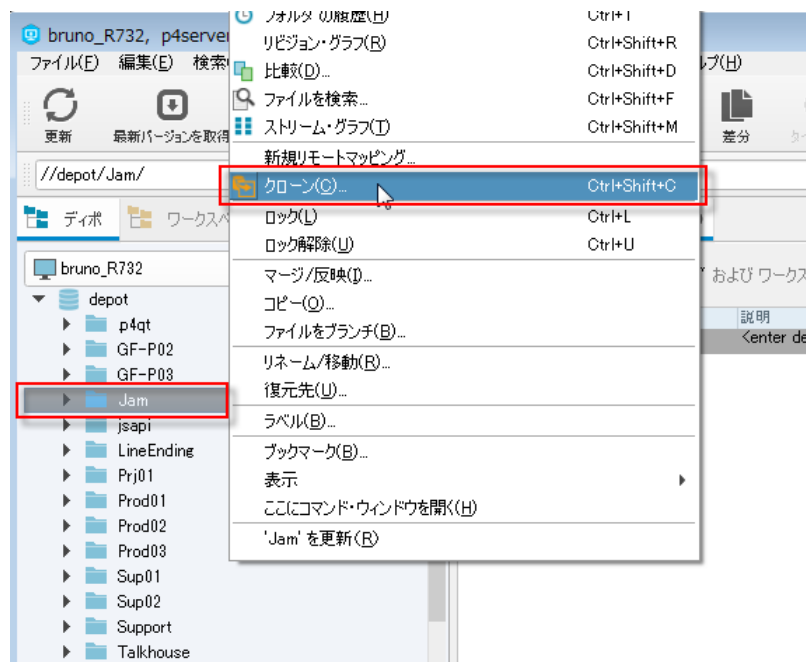 bruno_R732, p4server
ファイル(F) 編集(E) 検索
ルプ(H)
更新 最新バージョンを取得
差分
//depot/Jam/
ディポ ワークスペ
bruno_R732
depot
p4qt
GF-P02
GF-P03
Jam
jsapi
LineEnding
Prj01
Prod01
Prod02
Prod03
Sup01
Sup02
Support
Talkhouse
フォルダの履歴(H) Ctrl+T
リビジョン・グラフ(R) Ctrl+Shift+R
比較(D)... Ctrl+Shift+D
ファイルを検索... Ctrl+Shift+F
ストリーム・グラフ(T) Ctrl+Shift+M
新規リモートマッピング...
クローン(C)... Ctrl+Shift+C
ロック(L) Ctrl+L
ロック解除(U) Ctrl+U
マージ/反映(I)...
コピー(O)...
ファイルをブランチ(B)...
リネーム/移動(R)...
復元先(U)...
ラベル(B)...
ブックマーク(B)...
表示
ここにコマンド・ウィンドウを開く(H)
'Jam' を更新(R)
および ワークス
説明
<enter de